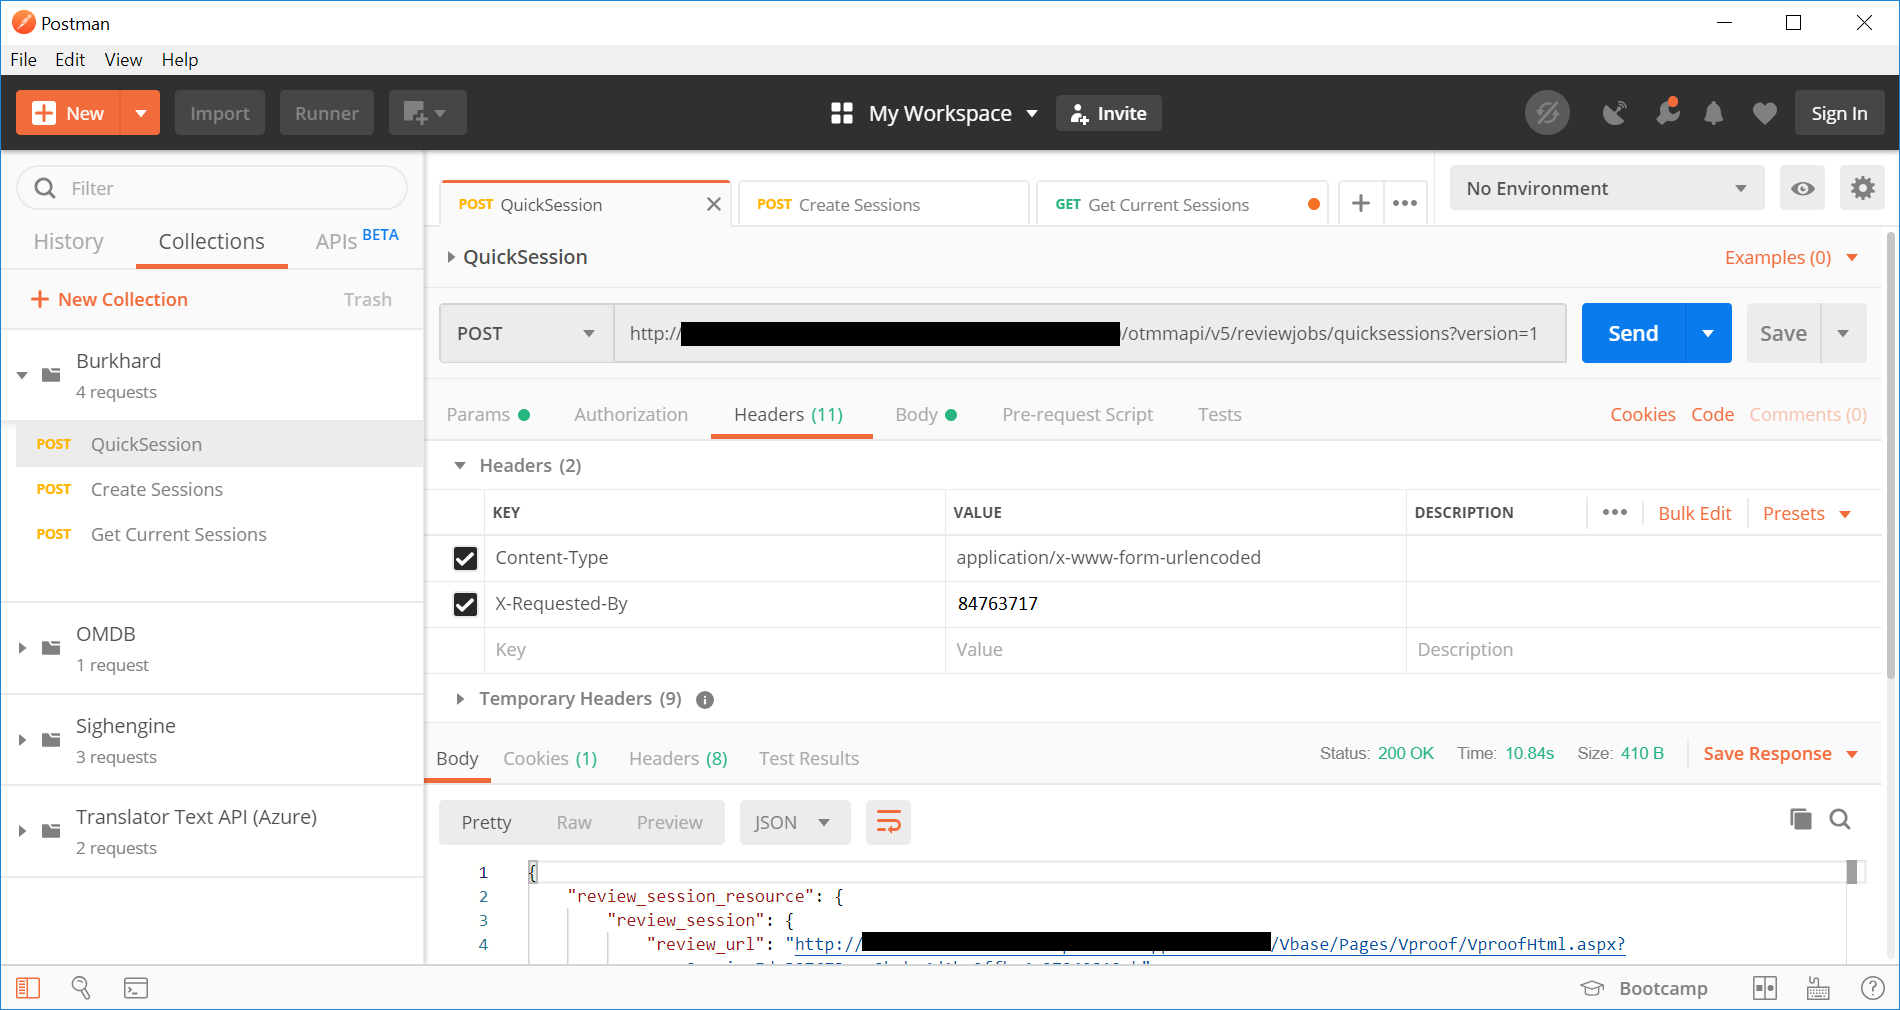 Postman
File Edit View Help
New Import Runner My Workspace Invite Sign In
Filter
History Collections APIs BETA
New Collection Trash
Burkhard
4 requests
POST QuickSession
POST Create Sessions
POST Get Current Sessions
OMDB
1 request
Sighengine
3 requests
Translator Text API (Azure)
2 requests
POST QuickSession POST Create Sessions GET Get Current Sessions
No Environment
QuickSession Examples (0)
POST http:// /otmmapi/v5/reviewjobs/quicksessions?version=1 Send Save
Params Authorization Headers (11) Body Pre-request Script Tests Cookies Code Comments (0)
Headers (2)
KEY VALUE DESCRIPTION Bulk Edit Presets
Content-Type application/x-www-form-urlencoded
X-Requested-By 84763717
Key Value Description
Temporary Headers (9)
Body Cookies (1) Headers (8) Test Results Status: 200 OK Time: 10.84s Size: 410 B Save Response
Pretty Raw Preview JSON
1 {
2 "review_session_resource": {
3 "review_session": {
4 "review_url": "http:// /Vbase/Pages/Vproof/VproofHtml.aspx?
Bootcamp